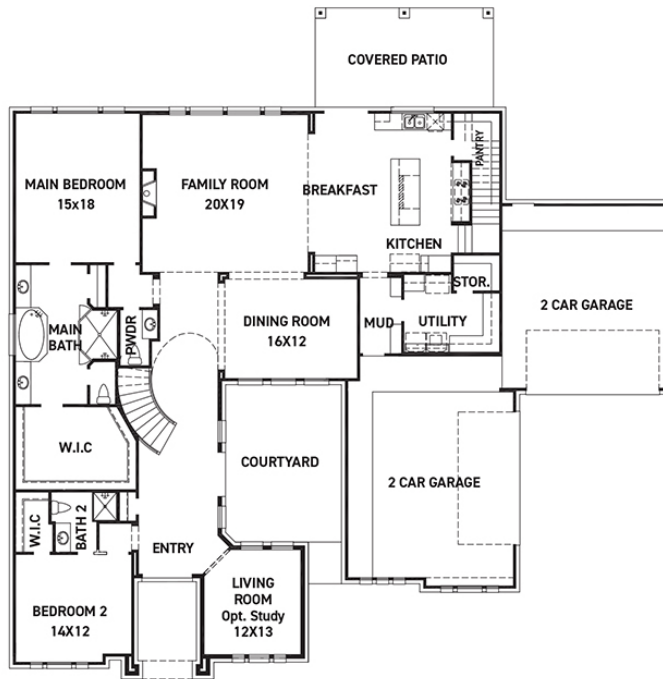 COVERED PATIO
MAIN BEDROOM
15x18
FAMILY ROOM
20X19
BREAKFAST
PANTRY
KITCHEN
STOR.
2 CAR GARAGE
MAIN
BATH
PWDR
DINING ROOM
16X12
MUD
UTILITY
W.I.C
COURTYARD
2 CAR GARAGE
W.I.C
BATH 2
ENTRY
BEDROOM 2
14X12
LIVING
ROOM
Opt. Study
12X13